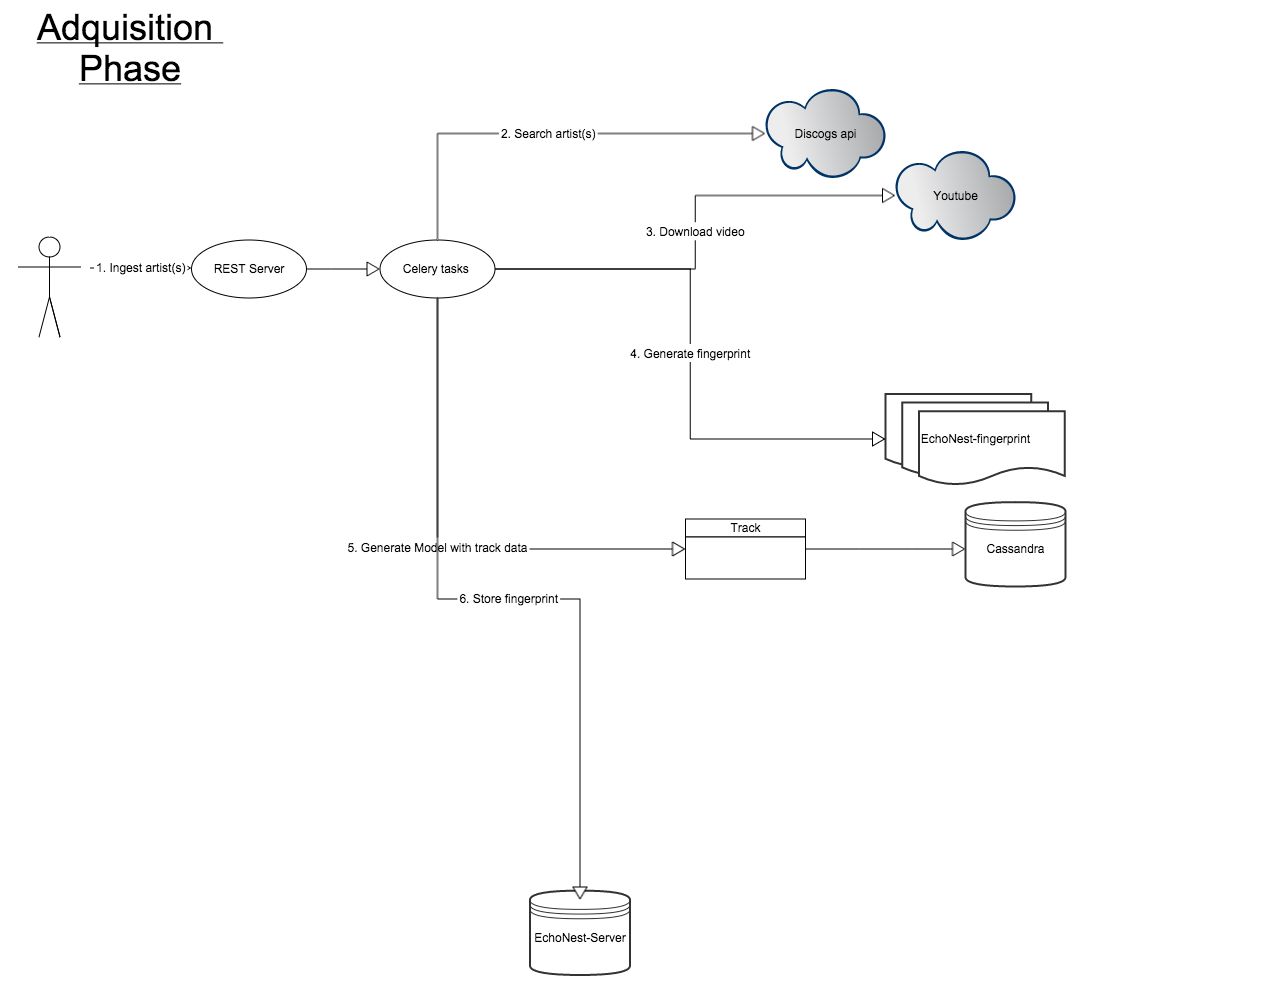 Adquisition
Phase
2. Search artist(s)
Discogs api
Youtube
3. Download video
1. Ingest artist(s)
REST Server
Celery tasks
4. Generate fingerprint
EchoNest-fingerprint
Track
5. Generate Model with track data
Cassandra
6. Store fingerprint
EchoNest-Server